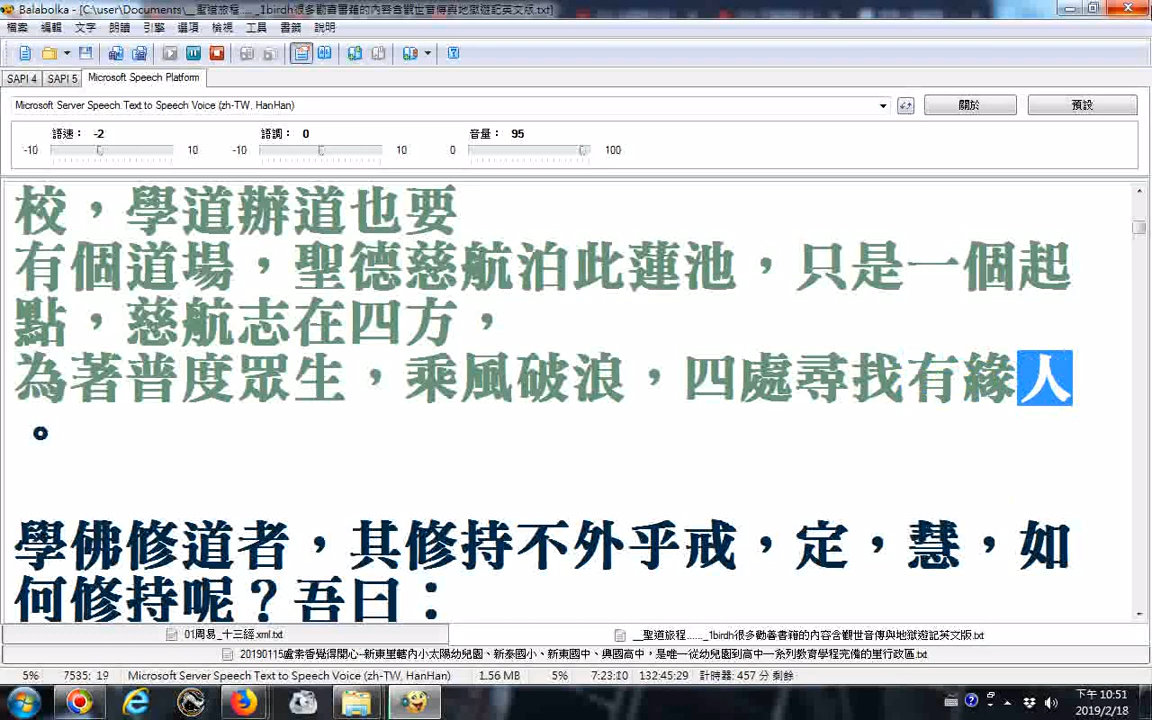 Balabolka - [C:\user\Documents\__聖道旅程 ... _1birdh很多勸善書籍的內容含觀世音傳與地獄遊記英文版.txt]
檔案 編輯 文字 朗讀 引擎 選項 檢視 工具 書籤 說明
SAPI 4 SAPI 5 Microsoft Speech Platform
Microsoft Server Speech Text to Speech Voice (zh-TW, HanHan) 關於 預設
語速： -2 語調： 0 音量： 95
-10 10 -10 10 0 100
校，學道辦道也要
有個道場，聖德慈航泊此蓮池，只是一個起
點，慈航志在四方，
為著普度眾生，乘風破浪，四處尋找有緣人
。
學佛修道者，其修持不外乎戒，定，慧，如
何修持呢？吾曰：
01周易_十三經.xml.txt __聖道旅程......_1birdh很多勸善書籍的內容含觀世音傳與地獄遊記英文版.txt
20190115盧素香覺得開心--新東里轄內小太陽幼兒園、新泰國小、新東國中、興國高中，是唯一從幼兒園到高中一系列教育學程完備的里行政區.txt
5% 7535: 19 Microsoft Server Speech Text to Speech Voice (zh-TW, HanHan) 1.56 MB 5% 7:23:10 132:45:29 計時器: 457 分 剩餘
下午 10:51
2019/2/18